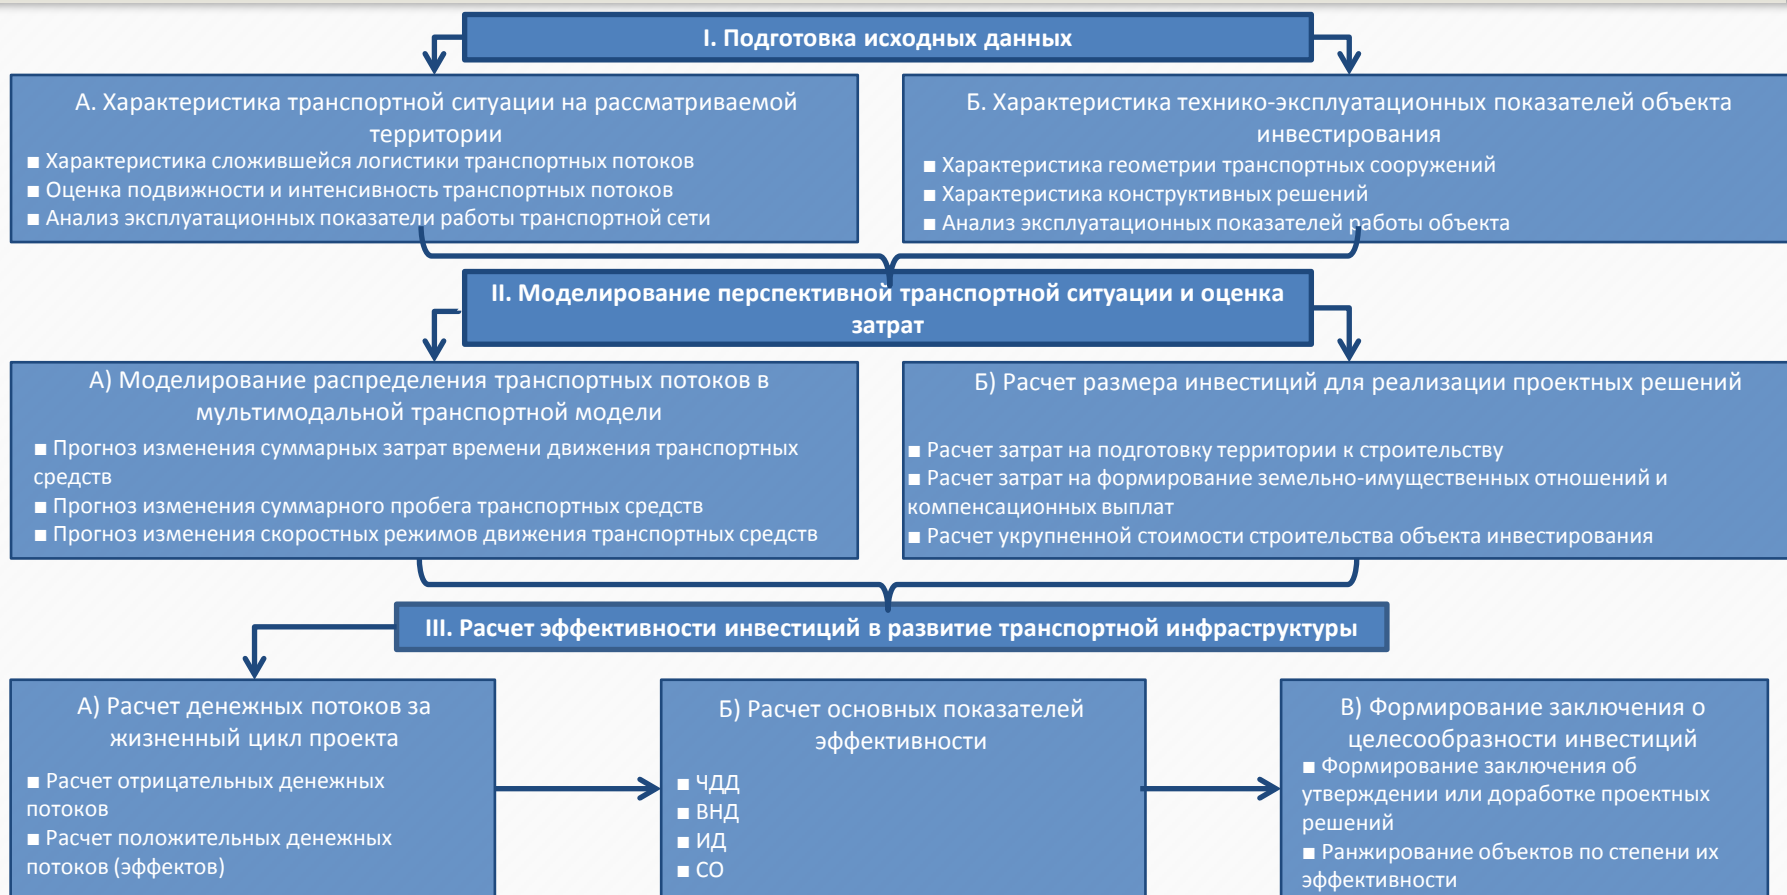 I. Подготовка исходных данных
А. Характеристика транспортной ситуации на рассматриваемой
территории
■ Характеристика сложившейся логистики транспортных потоков
■ Оценка подвижности и интенсивность транспортных потоков
■ Анализ эксплуатационных показатели работы транспортной сети
Б. Характеристика технико-эксплуатационных показателей объекта
инвестирования
■ Характеристика геометрии транспортных сооружений
■ Характеристика конструктивных решений
■ Анализ эксплуатационных показателей работы объекта
II. Моделирование перспективной транспортной ситуации и оценка
затрат
А) Моделирование распределения транспортных потоков в
мультимодальной транспортной модели
■ Прогноз изменения суммарных затрат времени движения транспортных
средств
■ Прогноз изменения суммарного пробега транспортных средств
■ Прогноз изменения скоростных режимов движения транспортных средств
Б) Расчет размера инвестиций для реализации проектных решений
■ Расчет затрат на подготовку территории к строительству
■ Расчет затрат на формирование земельно-имущественных отношений и
компенсационных выплат
■ Расчет укрупненной стоимости строительства объекта инвестирования
III. Расчет эффективности инвестиций в развитие транспортной инфраструктуры
А) Расчет денежных потоков за
жизненный цикл проекта
■ Расчет отрицательных денежных
потоков
■ Расчет положительных денежных
потоков (эффектов)
Б) Расчет основных показателей
эффективности
■ ЧДД
■ ВНД
■ ИД
■ СО
В) Формирование заключения о
целесообразности инвестиций
■ Формирование заключения об
утверждении или доработке проектных
решений
■ Ранжирование объектов по степени их
эффективности